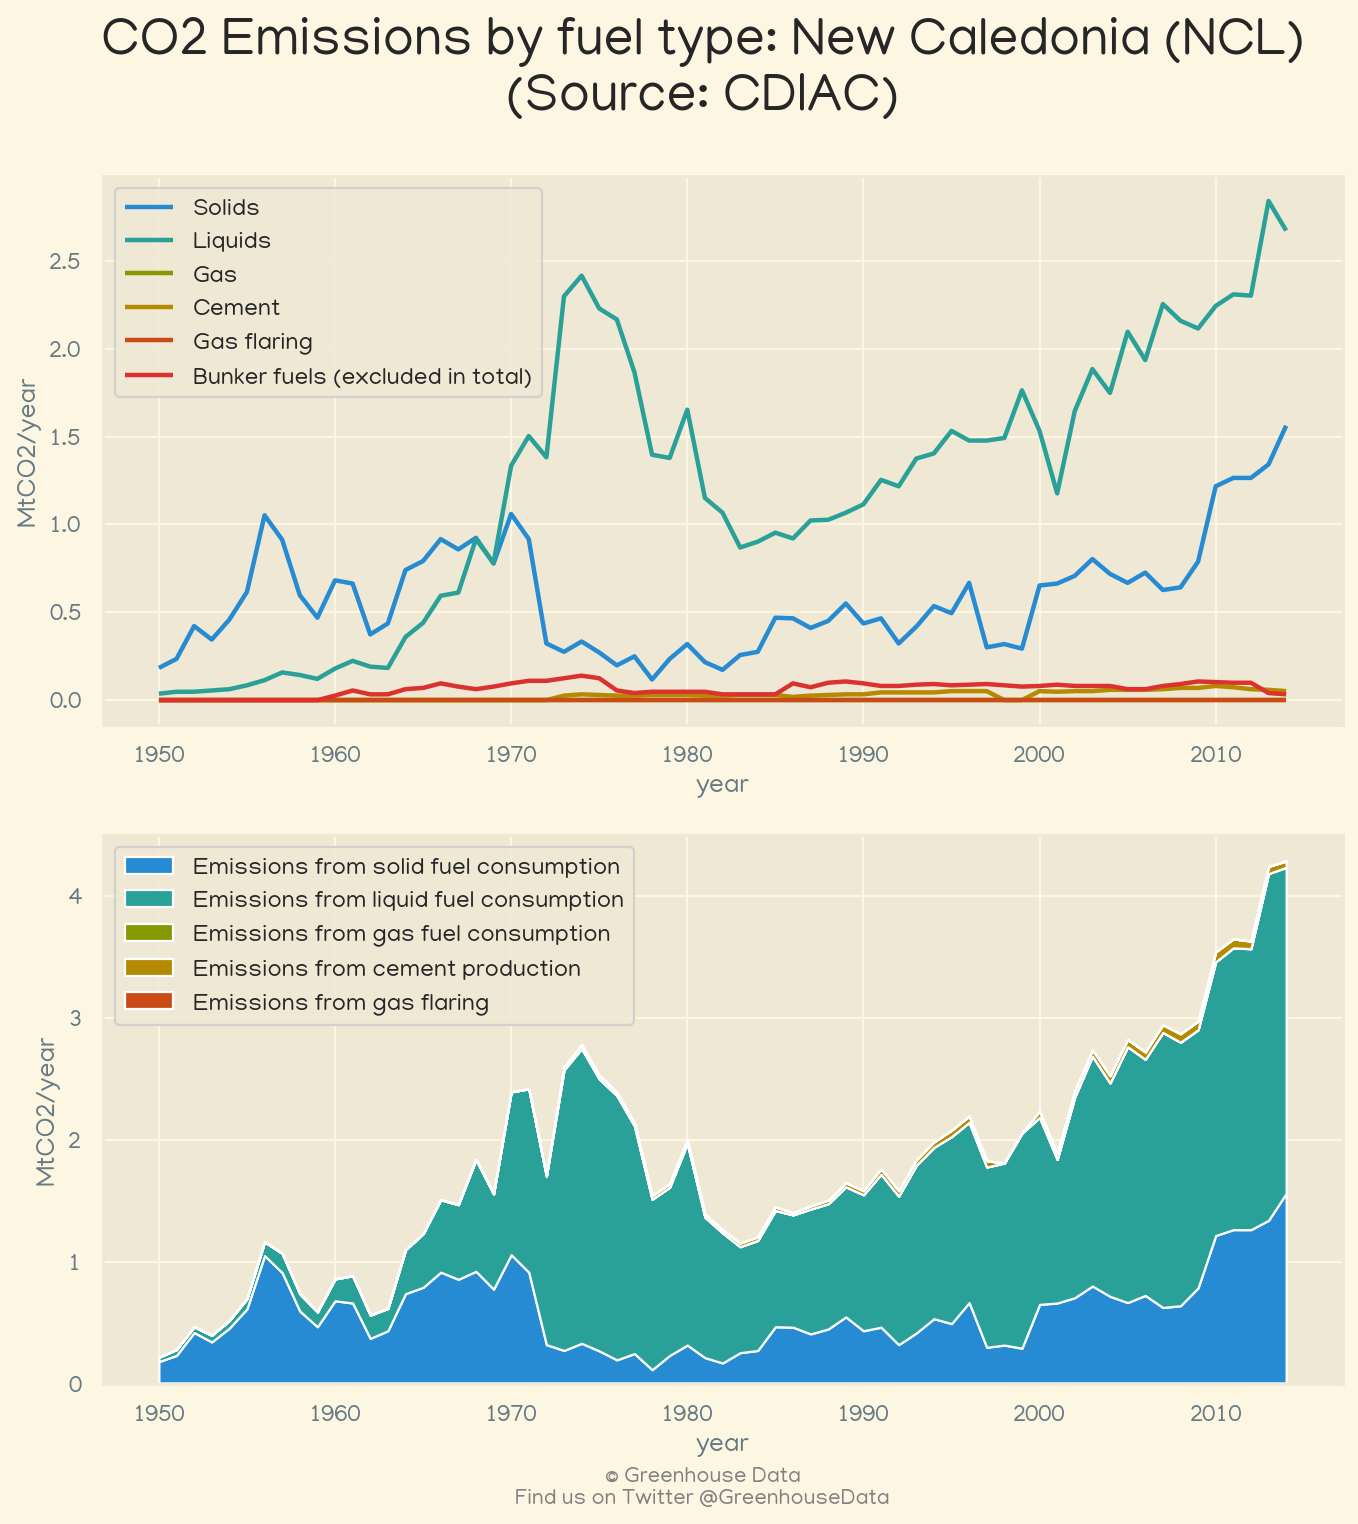 CO2 Emissions by fuel type: New Caledonia (NCL)
(Source: CDIAC)
Solids
Liquids
Gas
Cement
Gas flaring
Bunker fuels (excluded in total)
MtCO2/year
2.5
2.0
1.5
1.0
0.5
0.0
1950 1960 1970 1980 1990 2000 2010
year
Emissions from solid fuel consumption
Emissions from liquid fuel consumption
Emissions from gas fuel consumption
Emissions from cement production
Emissions from gas flaring
MtCO2/year
4
3
2
1
0
1950 1960 1970 1980 1990 2000 2010
year
© Greenhouse Data
Find us on Twitter @GreenhouseData